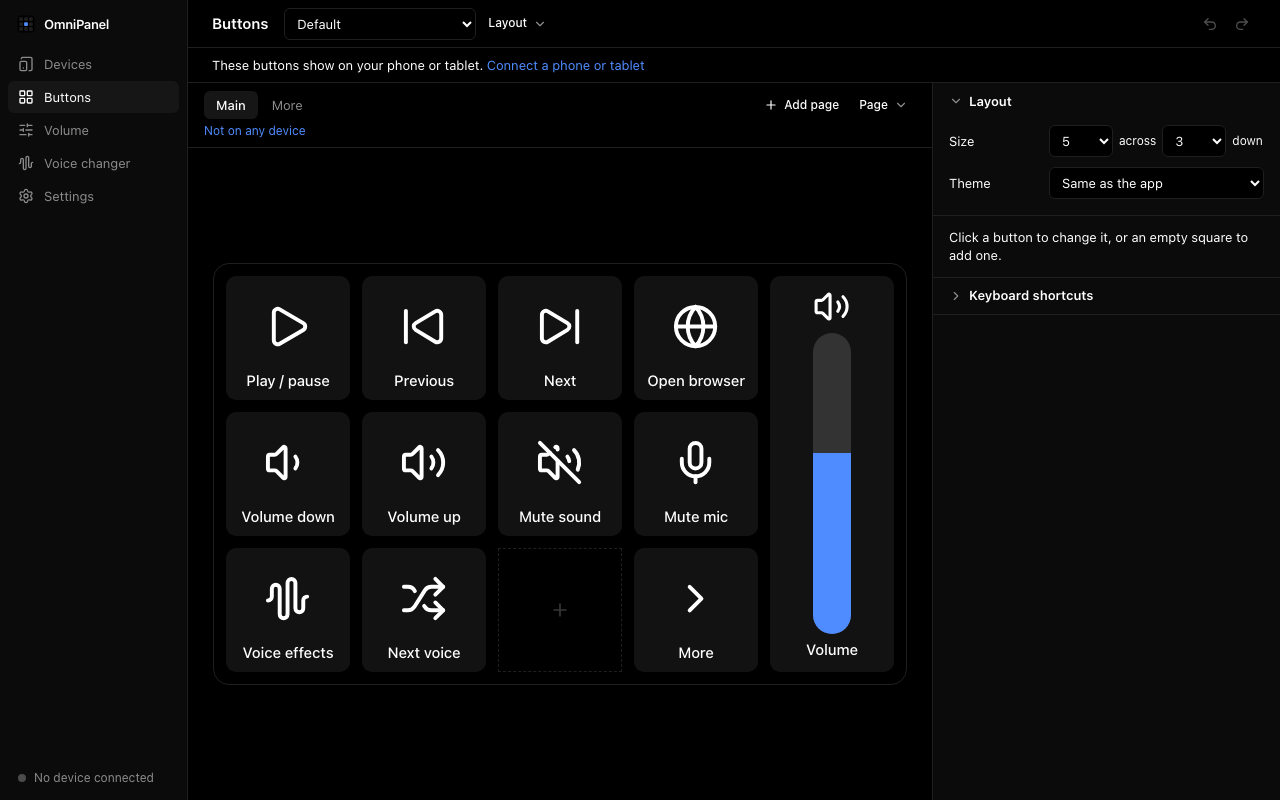 OmniPanel
Devices
Buttons
Volume
Voice changer
Settings
No device connected
Buttons
Default
Layout
These buttons show on your phone or tablet. Connect a phone or tablet
Main
More
Add page
Page
Not on any device
Play / pause
Previous
Next
Open browser
Volume down
Volume up
Mute sound
Mute mic
Voice effects
Next voice
More
Volume
Layout
Size
5
across
3
down
Theme
Same as the app
Click a button to change it, or an empty square to
add one.
Keyboard shortcuts